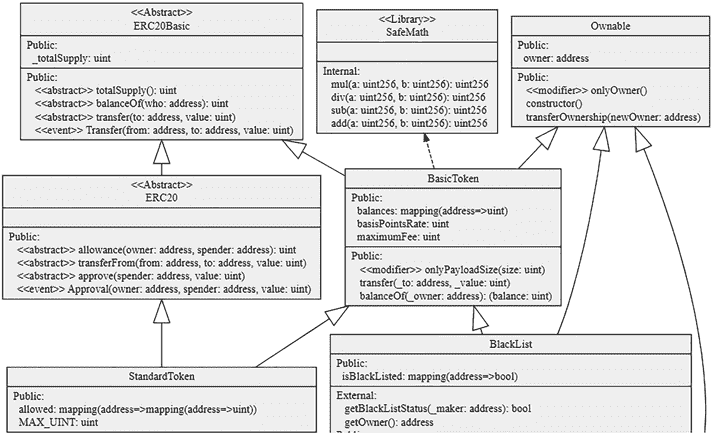 <<Abstract>>
ERC20Basic
Public:
_totalSupply: uint
Public:
<<abstract>> totalSupply(): uint
<<abstract>> balanceOf(who: address): uint
<<abstract>> transfer(to: address, value: uint)
<<event>> Transfer(from: address, to: address, value: uint)
<<Library>>
SafeMath
Internal:
mul(a: uint256, b: uint256): uint256
div(a: uint256, b: uint256): uint256
sub(a: uint256, b: uint256): uint256
add(a: uint256, b: uint256): uint256
Ownable
Public:
owner: address
Public:
<<modifier>> onlyOwner()
constructor()
transferOwnership(newOwner: address)
<<Abstract>>
ERC20
Public:
<<abstract>> allowance(owner: address, spender: address): uint
<<abstract>> transferFrom(from: address, to: address, value: uint)
<<abstract>> approve(spender: address, value: uint)
<<event>> Approval(owner: address, spender: address, value: uint)
BasicToken
Public:
balances: mapping(address=>uint)
basisPointsRate: uint
maximumFee: uint
Public:
<<modifier>> onlyPayloadSize(size: uint)
transfer(_to: address, _value: uint)
balanceOf(_owner: address): (balance: uint)
StandardToken
Public:
allowed: mapping(address=>mapping(address=>uint))
MAX_UINT: uint
BlackList
Public:
isBlackListed: mapping(address=>bool)
External:
getBlackListStatus(_maker: address): bool
getOwner(): address